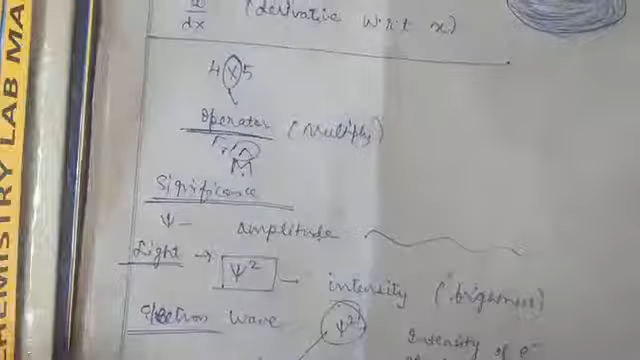 d/dx (derivative w.r.t x)
4 x 5
Operator (Multiply)
Significance
Ψ – amplitude
Light → Ψ² – intensity (brigness)
Electron wave Ψ²
Intensity of e⁻
CHEMISTRY LAB MA